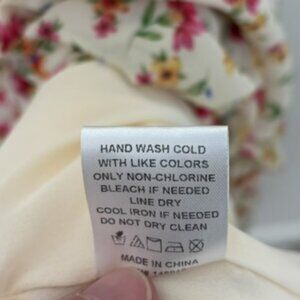 HAND WASH COLD
WITH LIKE COLORS
ONLY NON-CHLORINE
BLEACH IF NEEDED
LINE DRY
COOL IRON IF NEEDED
DO NOT DRY CLEAN
MADE IN CHINA